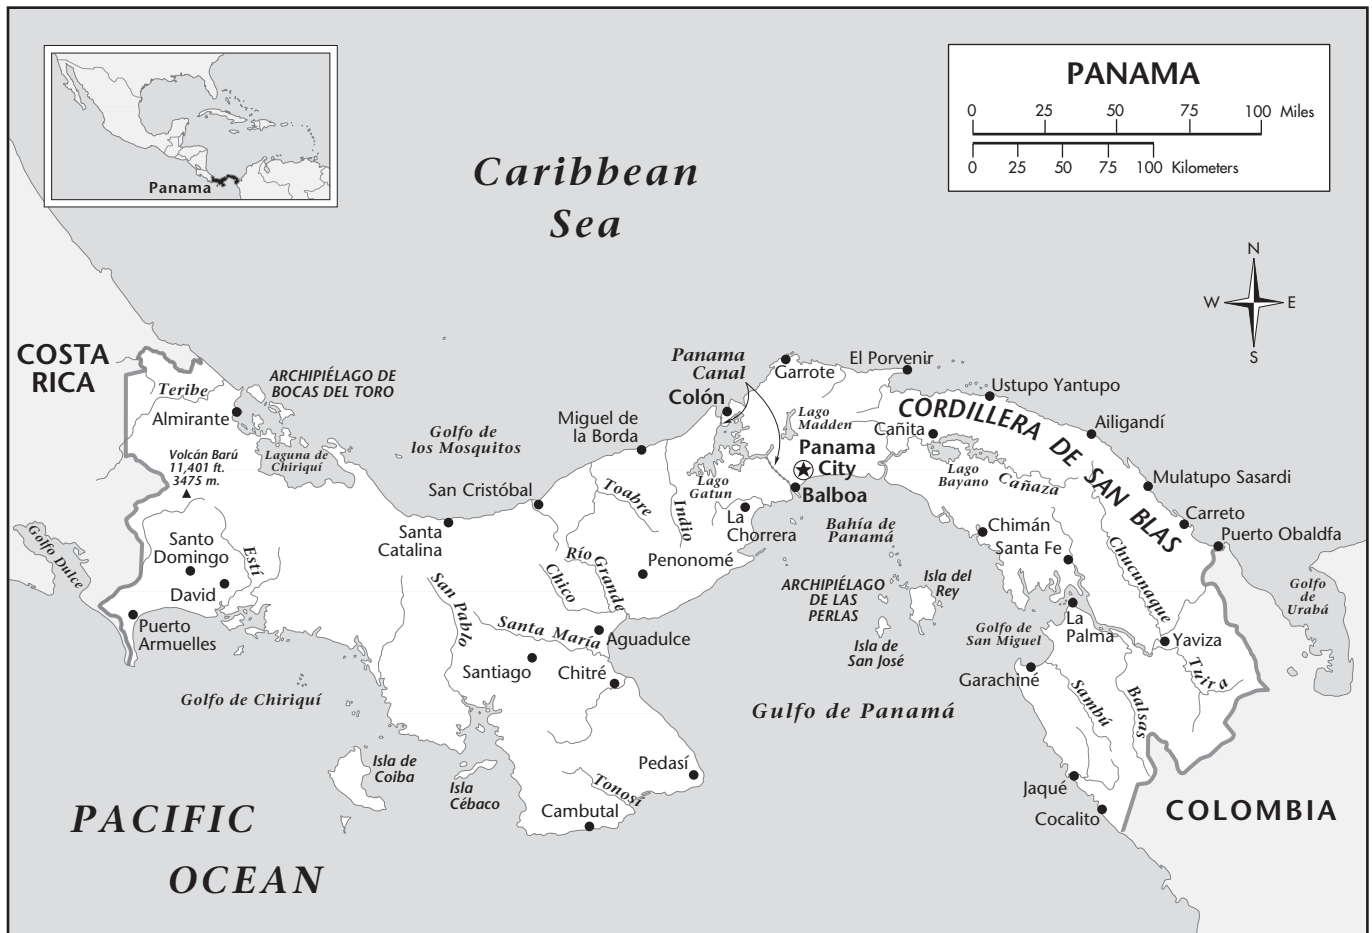 Panama
PANAMA
0 25 50 75 100 Miles
0 25 50 75 100 Kilometers
Caribbean
Sea
N
W E
S
COSTA
RICA
Teribe
Almirante
ARCHIPIÉLAGO DE
BOCAS DEL TORO
Volcán Barú
11,401 ft.
3475 m.
Laguna de
Chiriquí
Golfo de
los Mosquitos
Miguel de
la Borda
Panama
Canal
Colón
Garrote
El Porvenir
Ustupo Yantupo
CORDILLERA DE SAN BLAS
Ailigandí
Lago
Madden
Cañita
Panama
City
Balboa
Lago
Gatun
Lago
Bayano
Cañaza
Mulatupo Sasardi
Carreto
Puerto Obaldfa
San Cristóbal
Santa
Catalina
Toabre
Indio
La
Chorrera
Bahía de
Panamá
Chimán
Santa Fe
Chucunaque
Golfo Dulce
Santo
Domingo
Estí
David
Puerto
Armuelles
San Pablo
Chico
Río Grande
Penonomé
ARCHIPIÉLAGO
DE LAS
PERLAS
Isla del
Rey
Isla de
San José
Golfo de
San Miguel
La
Palma
Yaviza
Golfo
de
Urabá
Santa María
Aguadulce
Santiago
Chitré
Golfo de Chiriquí
Gulfo de Panamá
Garachiné
Sambú
Balsas
Tuira
Isla de
Coiba
Isla
Cébaco
Pedasí
Tonosí
Cambutal
Jaqué
Cocalito
COLOMBIA
PACIFIC
OCEAN